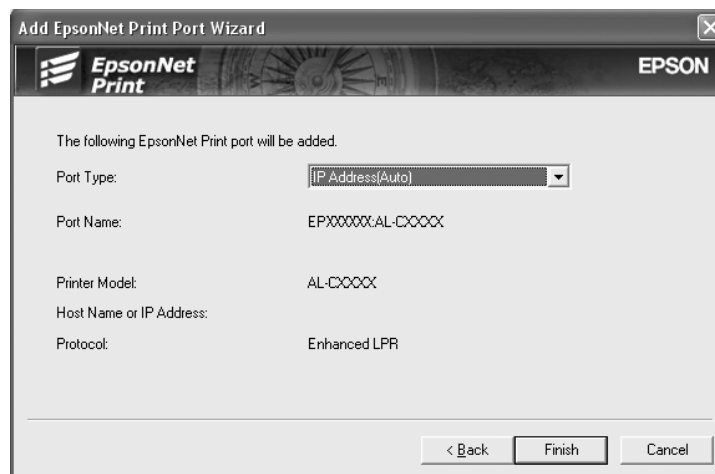 Add EpsonNet Print Port Wizard
EpsonNet
Print
EPSON
The following EpsonNet Print port will be added.
Port Type: IP Address(Auto)
Port Name: EPXXXXXX:AL-CXXXX
Printer Model: AL-CXXXX
Host Name or IP Address:
Protocol: Enhanced LPR
< Back Finish Cancel